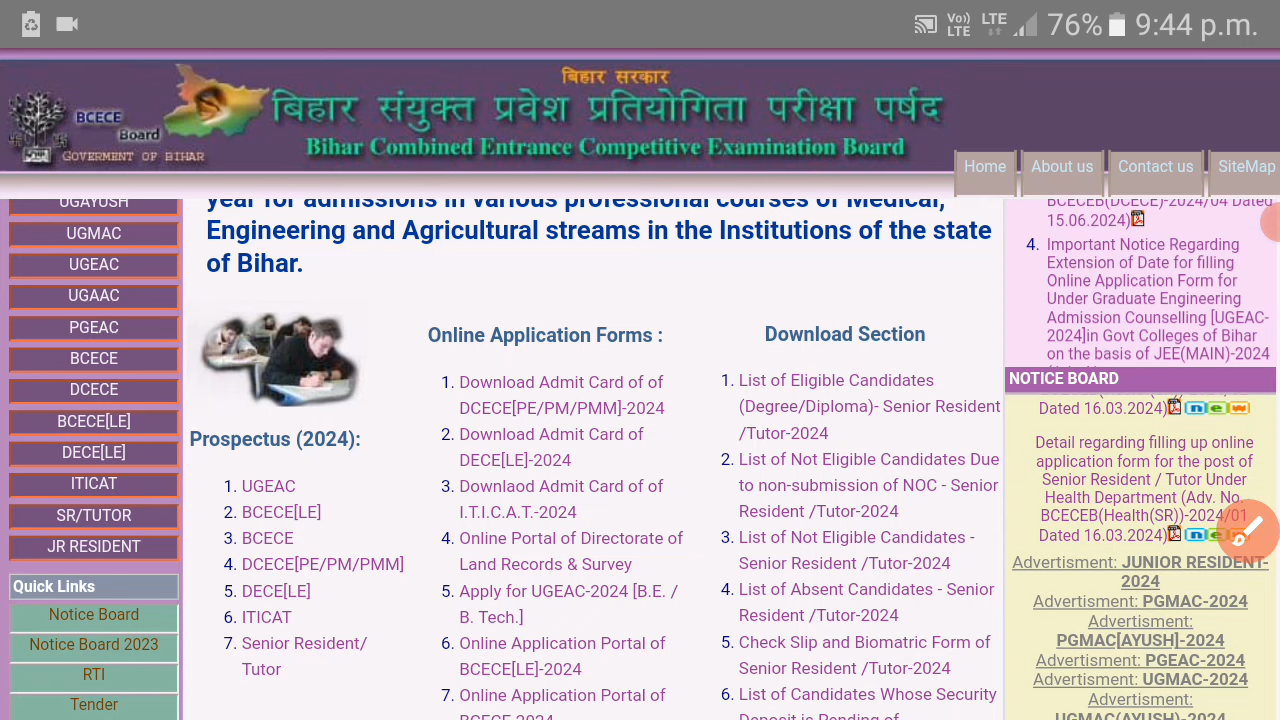 Vo))
LTE
LTE
76%
9:44 p.m.
बिहार सरकार
बिहार संयुक्त प्रवेश प्रतियोगिता परीक्षा पर्षद
Bihar Combined Entrance Competitive Examination Board
BCECE
Board
GOVERMENT OF BIHAR
Home
About us
Contact us
SiteMap
UGAYUSH
UGMAC
UGEAC
UGAAC
PGEAC
BCECE
DCECE
BCECE[LE]
DECE[LE]
ITICAT
SR/TUTOR
JR RESIDENT
Quick Links
Notice Board
Notice Board 2023
RTI
Tender
year for admissions in various professional courses of Medical,
Engineering and Agricultural streams in the Institutions of the state
of Bihar.
Prospectus (2024):
1. UGEAC
2. BCECE[LE]
3. BCECE
4. DCECE[PE/PM/PMM]
5. DECE[LE]
6. ITICAT
7. Senior Resident/
Tutor
Online Application Forms :
1. Download Admit Card of of
DCECE[PE/PM/PMM]-2024
2. Download Admit Card of
DECE[LE]-2024
3. Downlaod Admit Card of of
I.T.I.C.A.T.-2024
4. Online Portal of Directorate of
Land Records & Survey
5. Apply for UGEAC-2024 [B.E. /
B. Tech.]
6. Online Application Portal of
BCECE[LE]-2024
7. Online Application Portal of
BCECE-2024
Download Section
1. List of Eligible Candidates
(Degree/Diploma)- Senior Resident
/Tutor-2024
2. List of Not Eligible Candidates Due
to non-submission of NOC - Senior
Resident /Tutor-2024
3. List of Not Eligible Candidates -
Senior Resident /Tutor-2024
4. List of Absent Candidates - Senior
Resident /Tutor-2024
5. Check Slip and Biomatric Form of
Senior Resident /Tutor-2024
6. List of Candidates Whose Security
Deposit is Pending of
BCECEB(DCECE)-2024/04 Dated
15.06.2024)
4. Important Notice Regarding
Extension of Date for filling
Online Application Form for
Under Graduate Engineering
Admission Counselling [UGEAC-
2024]in Govt Colleges of Bihar
on the basis of JEE(MAIN)-2024
NOTICE BOARD
Dated 16.03.2024) new
Detail regarding filling up online
application form for the post of
Senior Resident / Tutor Under
Health Department (Adv. No.
BCECEB(Health(SR))-2024/01
Dated 16.03.2024) ne
Advertisment: JUNIOR RESIDENT-
2024
Advertisment: PGMAC-2024
Advertisment:
PGMAC[AYUSH]-2024
Advertisment: PGEAC-2024
Advertisment: UGMAC-2024
Advertisment:
UGMAC(AYUSH)-2024